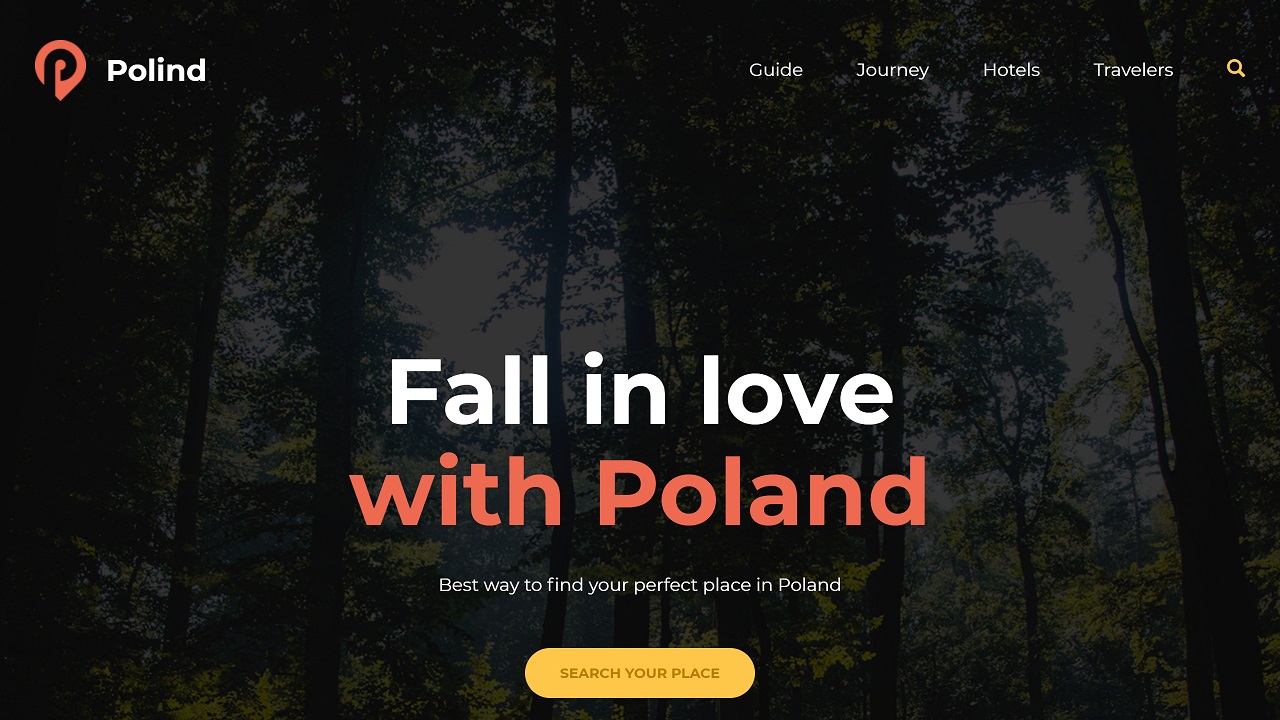 Polind
Guide
Journey
Hotels
Travelers
Fall in love
with Poland
Best way to find your perfect place in Poland
SEARCH YOUR PLACE